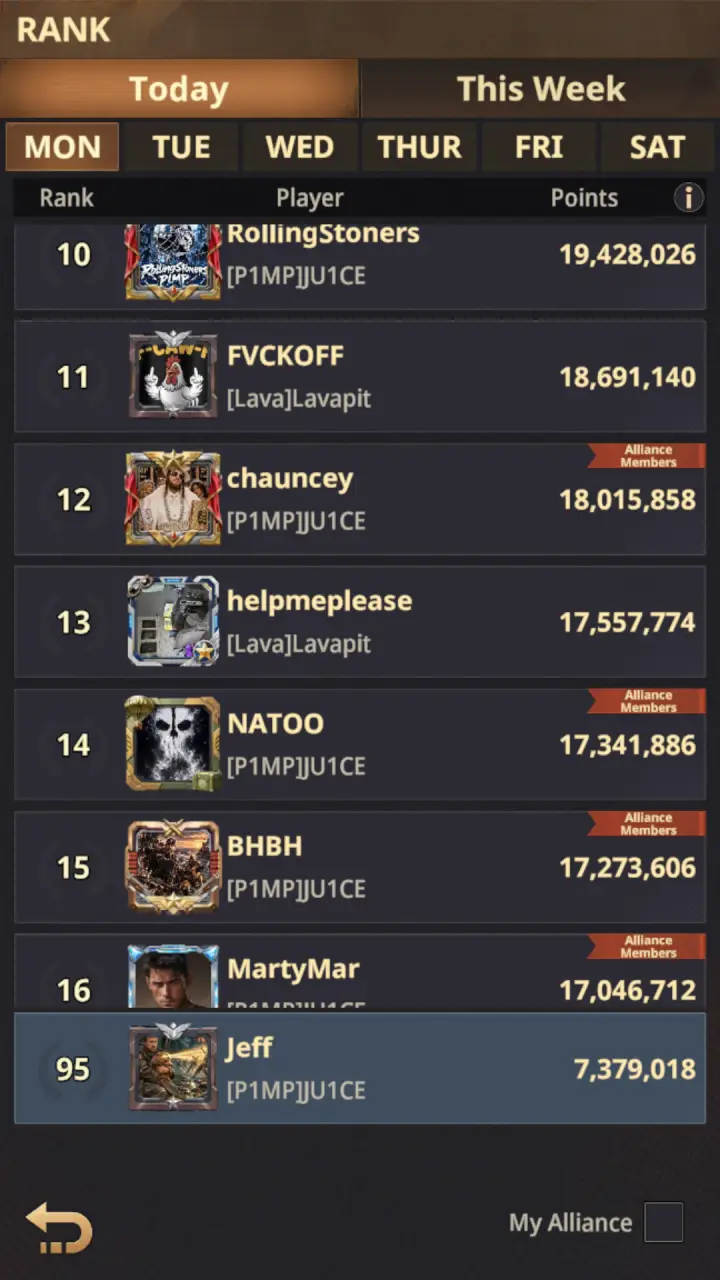 RANK
Today
This Week
MON
TUE
WED
THUR
FRI
SAT
Rank
Player
Points
10
RollingStoners
[P1MP]JU1CE
19,428,026
11
FVCKOFF
[Lava]Lavapit
18,691,140
Alliance
Members
12
chauncey
[P1MP]JU1CE
18,015,858
13
helpmeplease
[Lava]Lavapit
17,557,774
Alliance
Members
14
NATOO
[P1MP]JU1CE
17,341,886
Alliance
Members
15
BHBH
[P1MP]JU1CE
17,273,606
Alliance
Members
16
MartyMar
[P1MP]JU1CE
17,046,712
95
Jeff
[P1MP]JU1CE
7,379,018
My Alliance